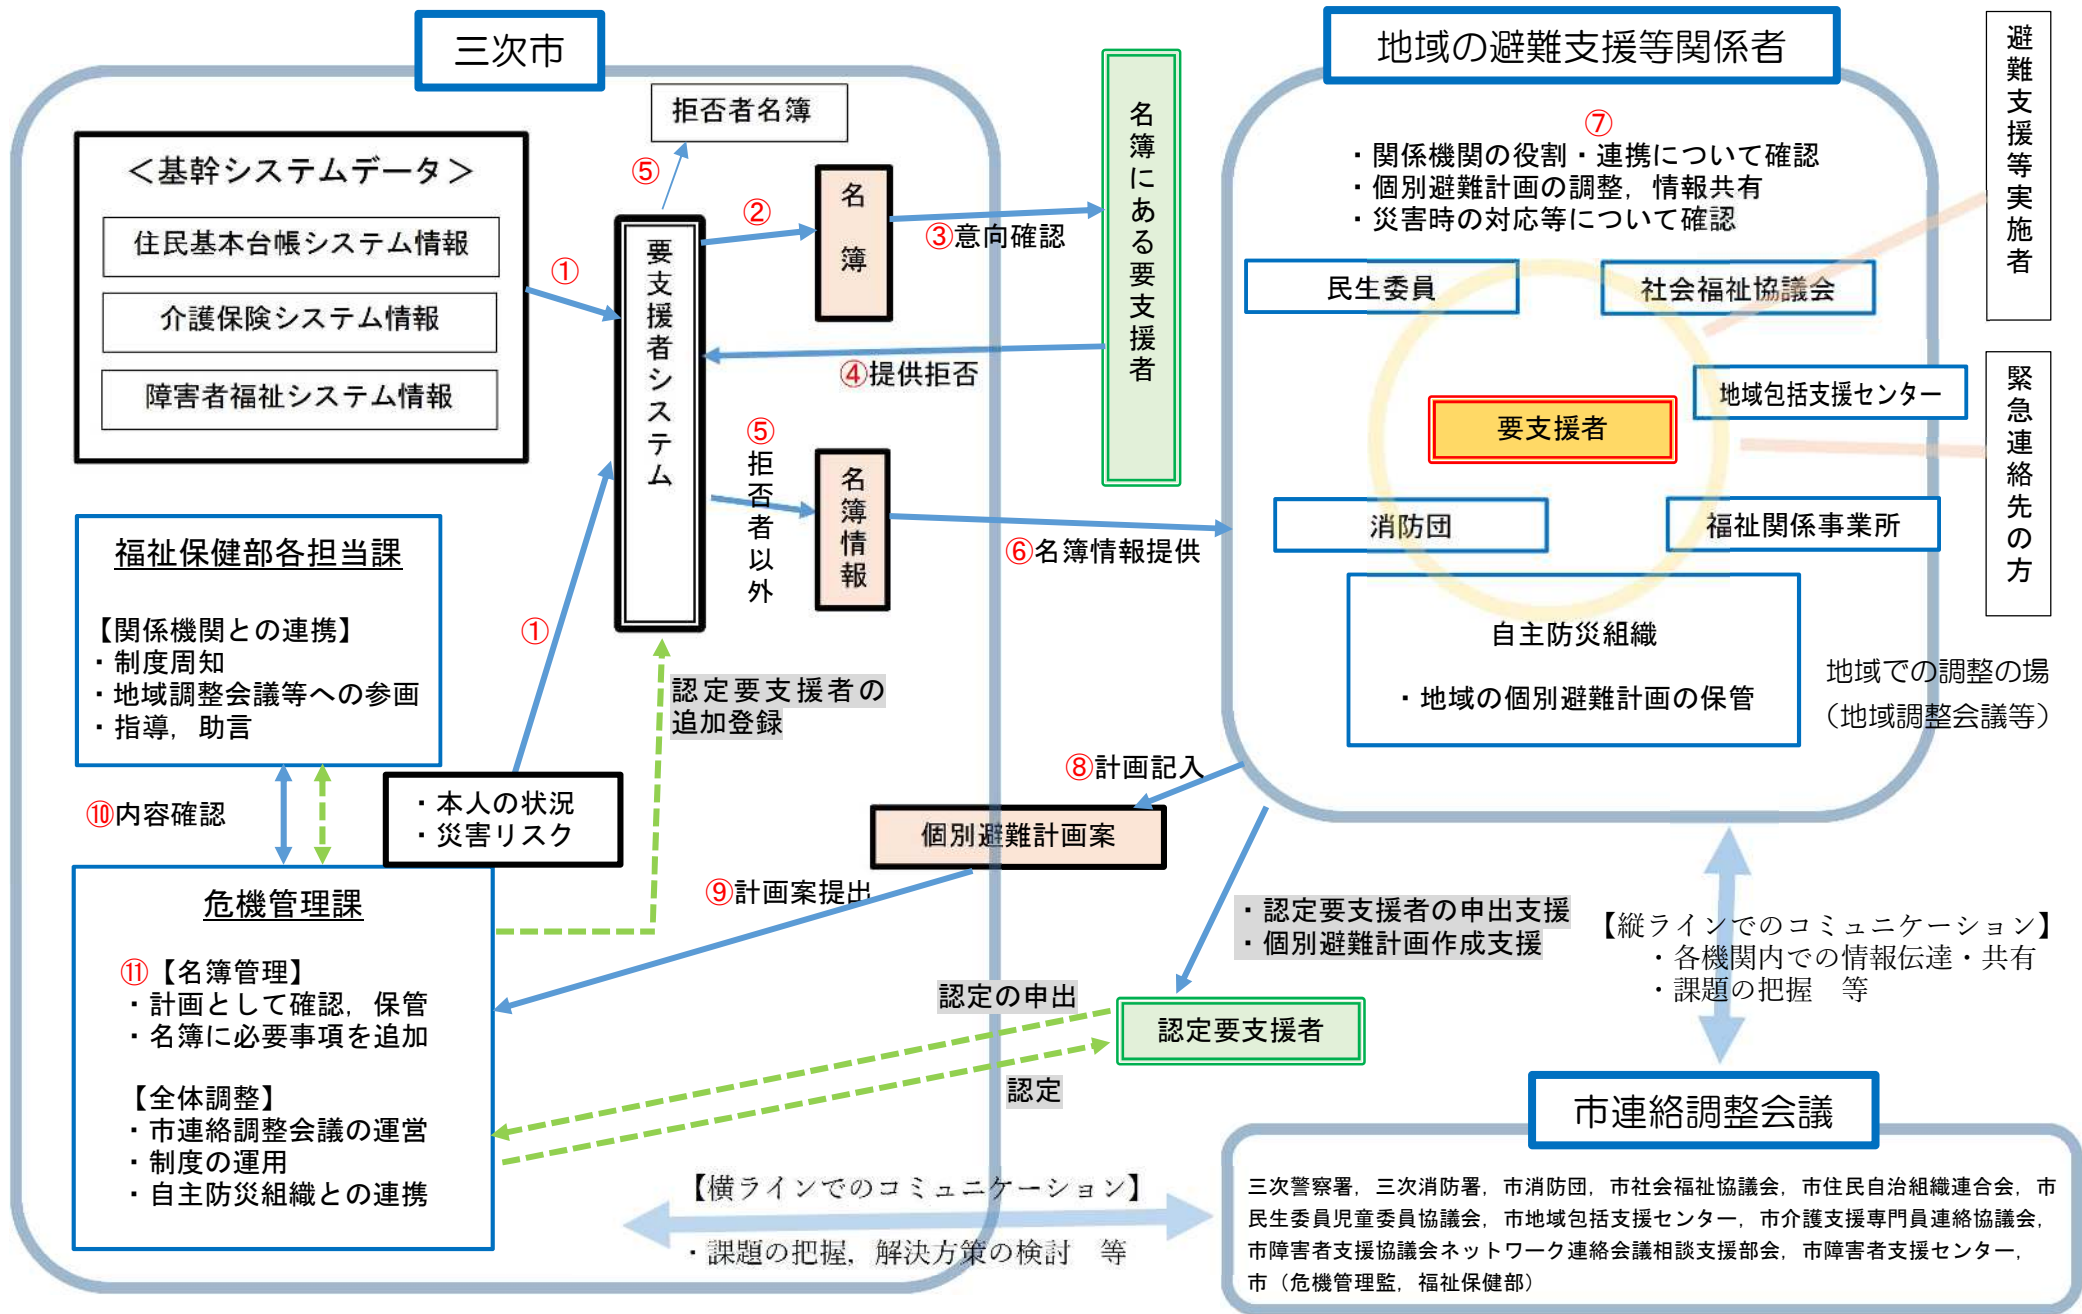 三次市
拒否者名簿
⑤
＜基幹システムデータ＞
住民基本台帳システム情報
介護保険システム情報
障害者福祉システム情報
①
要支援者システム
②
名簿
③意向確認
④提供拒否
⑤
拒否者以外
名簿情報
⑥名簿情報提供
名簿にある要支援者
福祉保健部各担当課
【関係機関との連携】
・制度周知
・地域調整会議等への参画
・指導，助言
①
認定要支援者の
追加登録
⑩内容確認
・本人の状況
・災害リスク
危機管理課
⑪【名簿管理】
・計画として確認，保管
・名簿に必要事項を追加
【全体調整】
・市連絡調整会議の運営
・制度の運用
・自主防災組織との連携
地域の避難支援等関係者
⑦
・関係機関の役割・連携について確認
・個別避難計画の調整，情報共有
・災害時の対応等について確認
民生委員
社会福祉協議会
地域包括支援センター
要支援者
消防団
福祉関係事業所
自主防災組織
・地域の個別避難計画の保管
避難支援等実施者
緊急連絡先の方
地域での調整の場
（地域調整会議等）
⑧計画記入
個別避難計画案
⑨計画案提出
・認定要支援者の申出支援
・個別避難計画作成支援
認定の申出
認定要支援者
認定
【縦ラインでのコミュニケーション】
・各機関内での情報伝達・共有
・課題の把握　等
【横ラインでのコミュニケーション】
・課題の把握，解決方策の検討　等
市連絡調整会議
三次警察署，三次消防署，市消防団，市社会福祉協議会，市住民自治組織連合会，市
民生委員児童委員協議会，市地域包括支援センター，市介護支援専門員連絡協議会，
市障害者支援協議会ネットワーク連絡会議相談支援部会，市障害者支援センター，
市（危機管理監，福祉保健部）